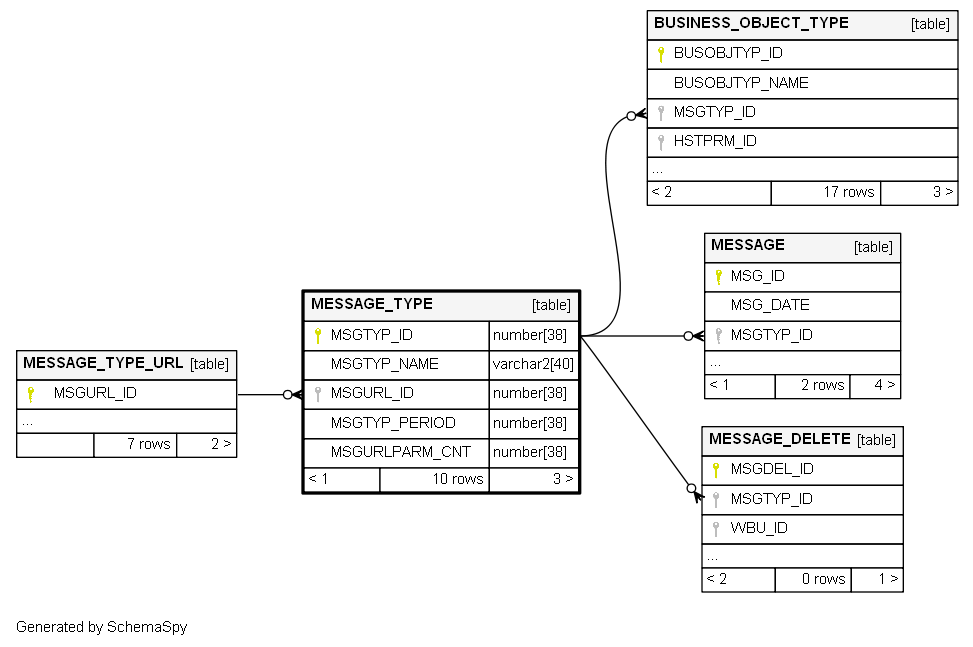 BUSINESS_OBJECT_TYPE [table]
BUSOBJTYP_ID
BUSOBJTYP_NAME
MSGTYP_ID
HSTPRM_ID
...
< 2 17 rows 3 >
MESSAGE [table]
MSG_ID
MSG_DATE
MSGTYP_ID
...
< 1 2 rows 4 >
MESSAGE_TYPE [table]
MSGTYP_ID number[38]
MSGTYP_NAME varchar2[40]
MSGURL_ID number[38]
MSGTYP_PERIOD number[38]
MSGURLPARM_CNT number[38]
< 1 10 rows 3 >
MESSAGE_TYPE_URL [table]
MSGURL_ID
...
7 rows 2 >
MESSAGE_DELETE [table]
MSGDEL_ID
MSGTYP_ID
WBU_ID
...
< 2 0 rows 1 >
Generated by SchemaSpy